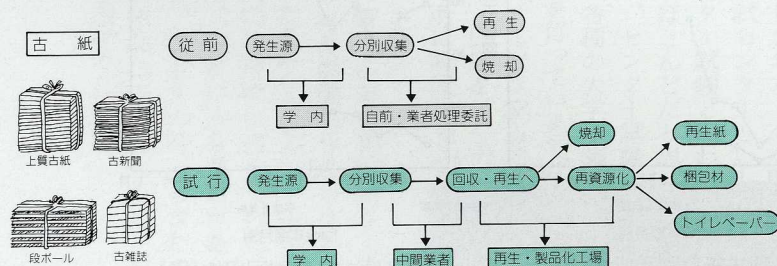 古 紙
従 前
発生源
分別収集
再 生
焼 却
学 内
自前・業者処理委託
上質古紙
古新聞
試 行
発生源
分別収集
回収・再生へ
焼却
再資源化
再生紙
梱包材
トイレペーパー
段ボール
古雑誌
学 内
中間業者
再生・製品化工場